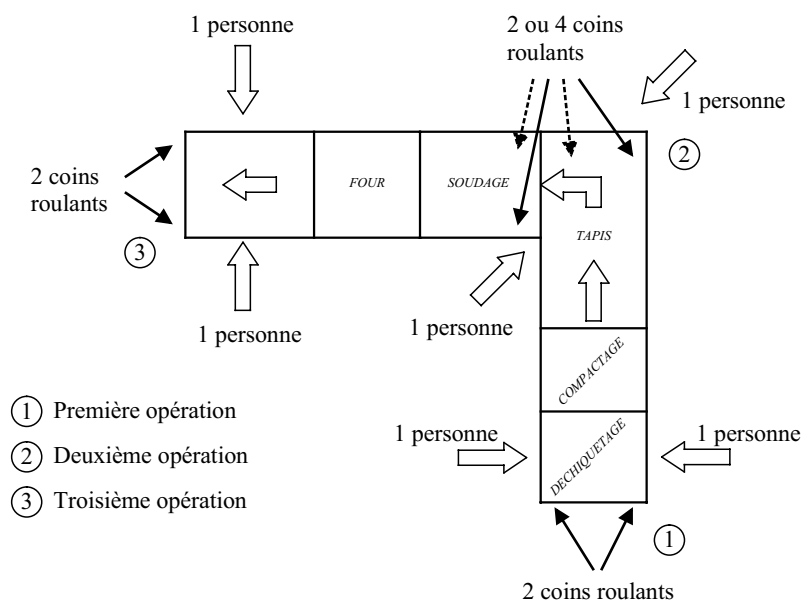 1 personne
2 ou 4 coins
roulants
1 personne
2
2 coins
roulants
FOUR
SOUDAGE
TAPIS
3
1 personne
1 personne
COMPACTAGE
1 Première opération
2 Deuxième opération
3 Troisième opération
1 personne
DECHIQUETAGE
1 personne
1
2 coins roulants